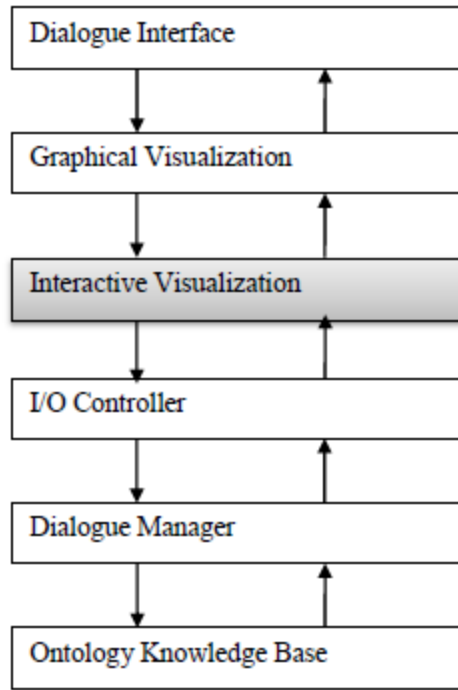 Dialogue Interface
Graphical Visualization
Interactive Visualization
I/O Controller
Dialogue Manager
Ontology Knowledge Base